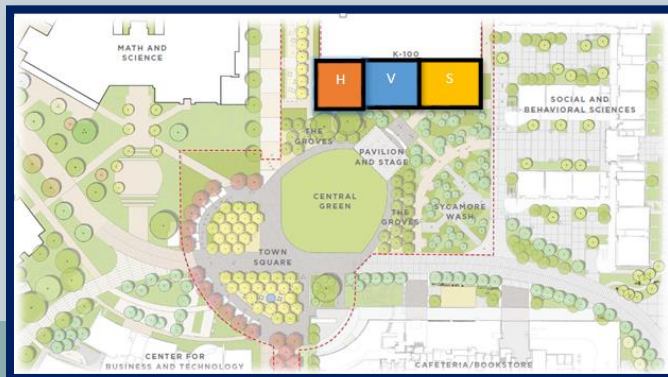 MATH AND
SCIENCE
K-100
H V S
SOCIAL AND
BEHAVIORAL SCIENCES
THE
GROVES
PAVILION
AND STAGE
CENTRAL
GREEN
THE
GROVES
SYCAMORE
WASH
TOWN
SQUARE
CENTER FOR
BUSINESS AND TECHNOLOGY
CAFETERIA/BOOKSTORE